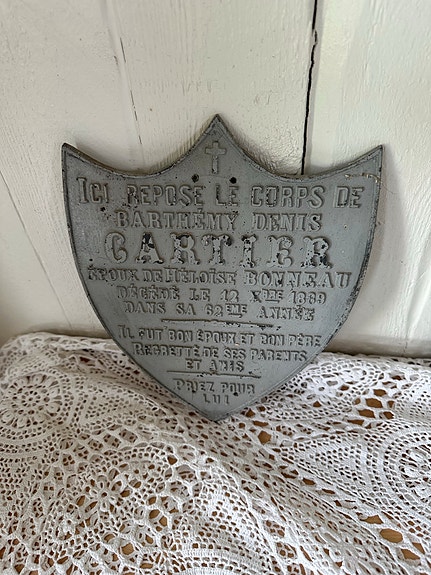 ICI REPOSE LE CORPS DE
BARTHÉMY DENIS
CARTIER
ÉPOUX DE HÉLOÏSE BONNEAU
DÉCÉDÉ LE 12 XBRE 1889
DANS SA 62EME ANNÉE
IL FUT BON ÉPOUX ET BON PÈRE
REGRETTÉ DE SES PARENTS
ET AMIS
PRIEZ POUR
LUI